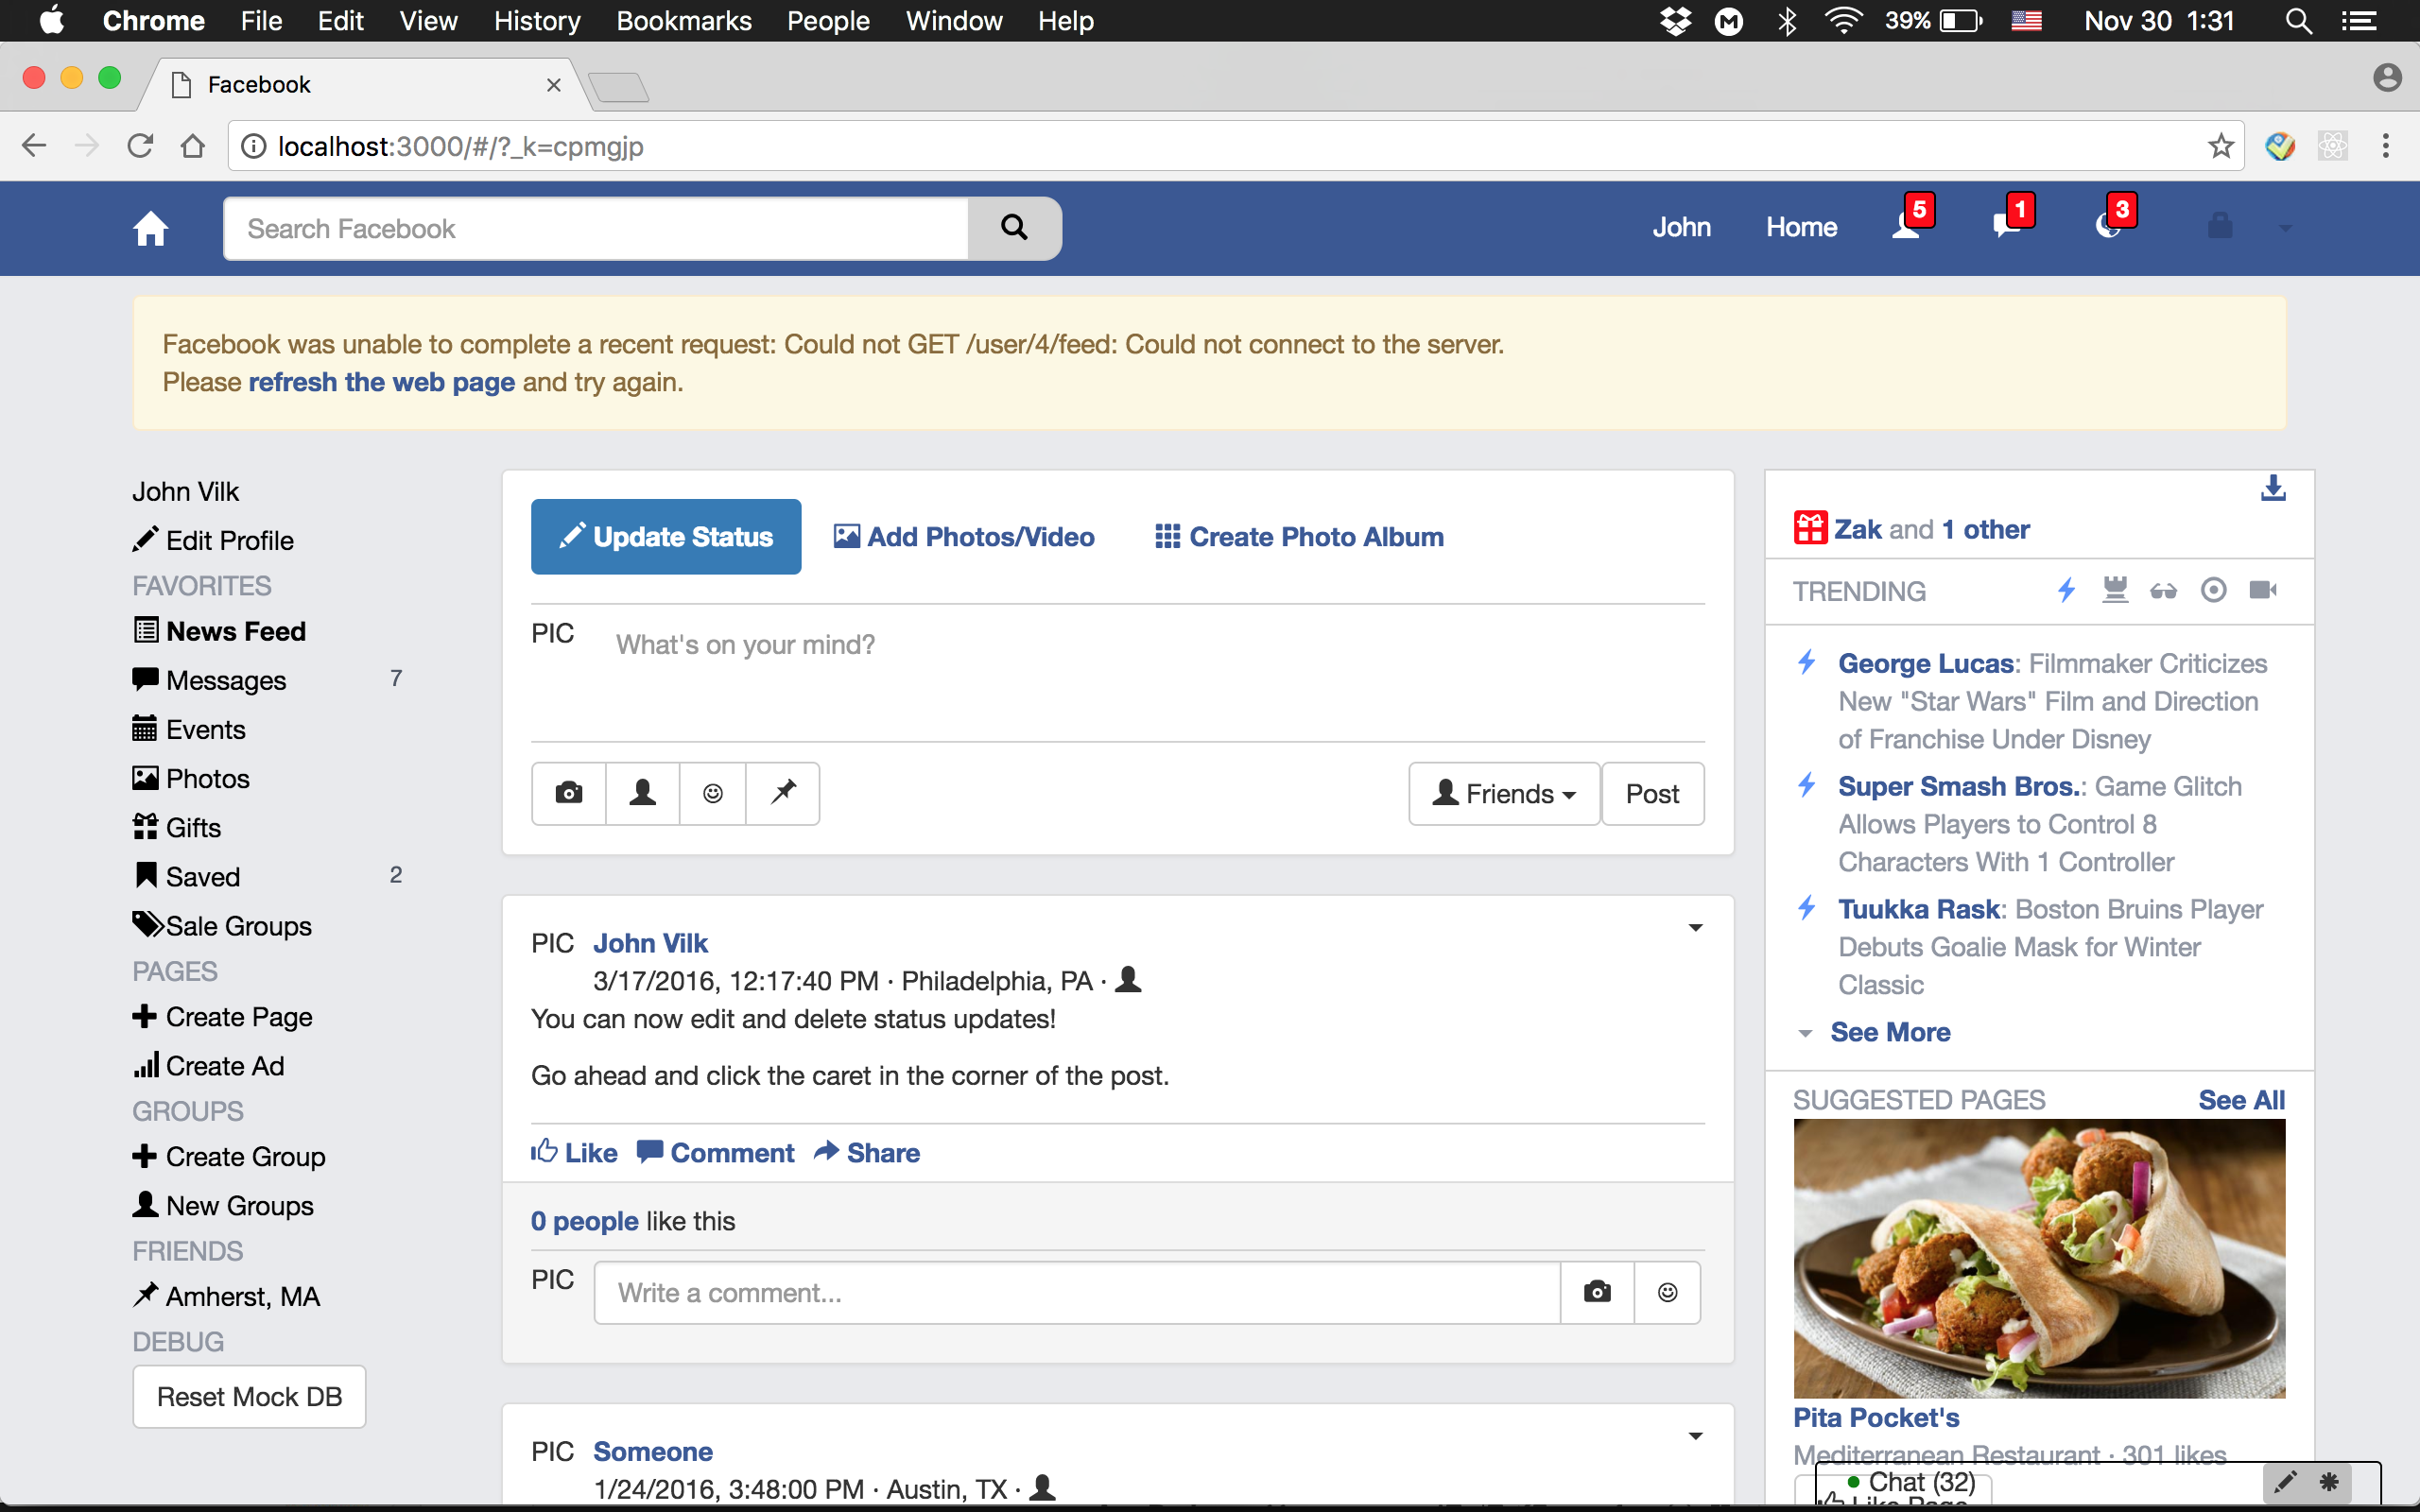 Chrome File Edit View History Bookmarks People Window Help 39% Nov 30 1:31
Facebook
localhost:3000/#/?_k=cpmgjp
Search Facebook
John Home 5 1 3
Facebook was unable to complete a recent request: Could not GET /user/4/feed: Could not connect to the server.
Please refresh the web page and try again.
John Vilk
Edit Profile
FAVORITES
News Feed
Messages 7
Events
Photos
Gifts
Saved 2
Sale Groups
PAGES
Create Page
Create Ad
GROUPS
Create Group
New Groups
FRIENDS
Amherst, MA
DEBUG
Reset Mock DB
Update Status Add Photos/Video Create Photo Album
PIC What's on your mind?
Friends Post
PIC John Vilk
3/17/2016, 12:17:40 PM · Philadelphia, PA ·
You can now edit and delete status updates!
Go ahead and click the caret in the corner of the post.
Like Comment Share
0 people like this
PIC Write a comment...
PIC Someone
1/24/2016, 3:48:00 PM · Austin, TX ·
Zak and 1 other
TRENDING
George Lucas: Filmmaker Criticizes
New "Star Wars" Film and Direction
of Franchise Under Disney
Super Smash Bros.: Game Glitch
Allows Players to Control 8
Characters With 1 Controller
Tuukka Rask: Boston Bruins Player
Debuts Goalie Mask for Winter
Classic
See More
SUGGESTED PAGES See All
Pita Pocket's
Mediterranean Restaurant · 301 likes
Chat (32)
Like Page